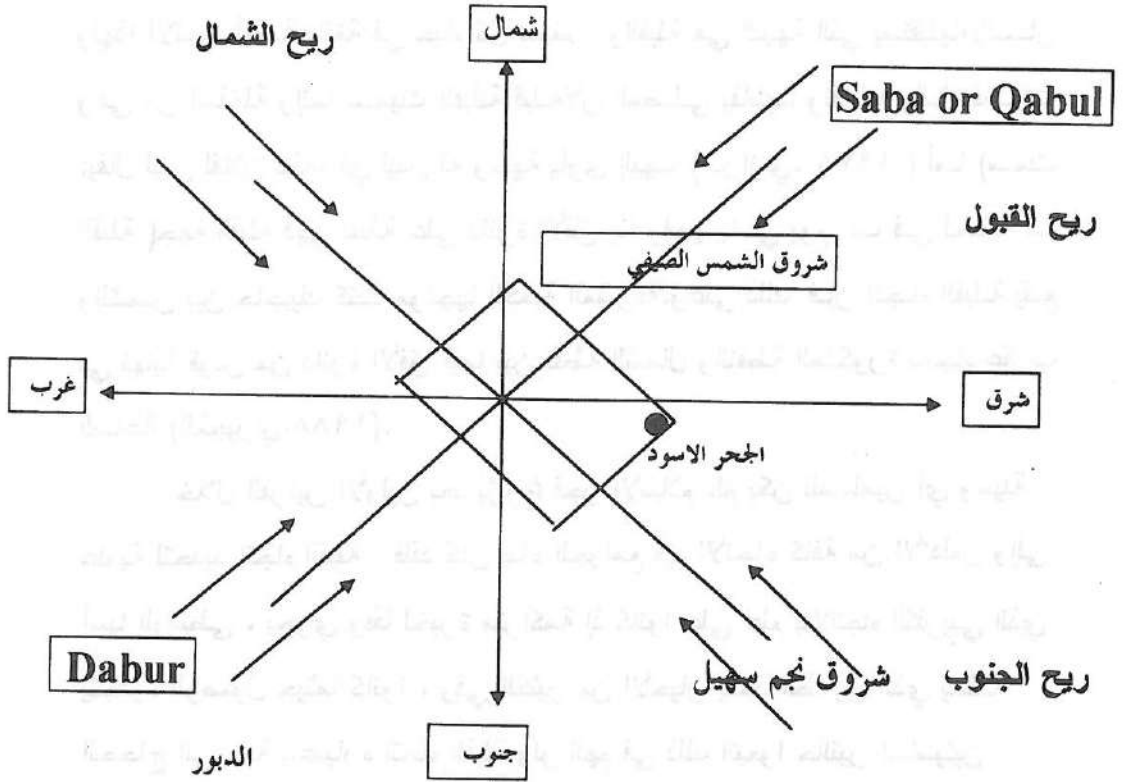 شمال
ريح الشمال
Saba or Qabul
ريح القبول
شروق الشمس الصيفي
غرب
شرق
الجحر الاسود
Dabur
شروق نجم سهيل
ريح الجنوب
الدبور
جنوب